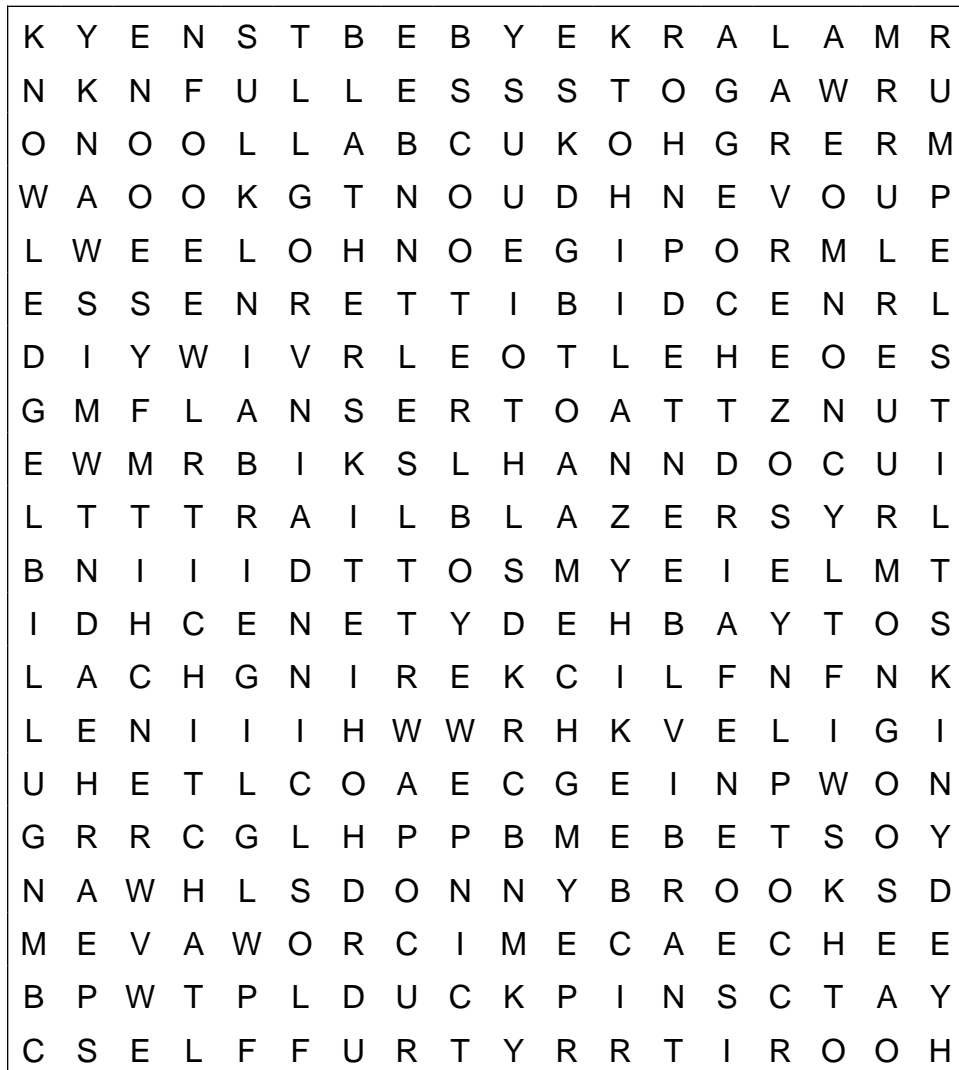 K Y E N S T B E B Y E K R A L A M R
N K N F U L L E S S S T O G A W R U
O N O O L L A B C U K O H G R E R M
W A O O K G T N O U D H N E V O U P
L W E E L O H N O E G I P O R M L E
E S S E N R E T T I B I D C E N R L
D I Y W I V R L E O T L E H E O E S
G M F L A N S E R T O A T T Z N U T
E W M R B I K S L H A N N D O C U I
L T T T R A I L B L A Z E R S Y R L
B N I I I D T T O S M Y E I E L M T
I D H C E N E T Y D E H B A Y T O S
L A C H G N I R E K C I L F N F N K
L E N I I I H W W R H K V E L I G I
U H E T L C O A E C G E I N P W O N
G R R C G L H P P B M E B E T S O Y
N A W H L S D O N N Y B R O O K S D
M E V A W O R C I M E C A E C H E E
B P W T P L D U C K P I N S C T A Y
C S E L F F U R T Y R R T I R O O H